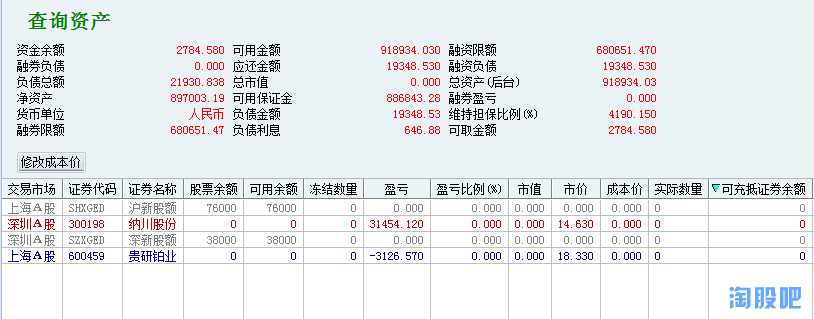 查询资产
资金余额 2784.580 可用金额 918934.030 融资限额 680651.470
融券负债 0.000 应还金额 19348.530 融资负债 19348.530
负债总额 21930.838 总市值 0.000 总资产(后台) 918934.03
净资产 897003.19 可用保证金 886843.28 融券盈亏 0.000
货币单位 人民币 负债金额 19348.53 维持担保比例(%) 4190.150
融券限额 680651.47 负债利息 646.88 可取金额 2784.580
修改成本价
交易市场 证券代码 证券名称 股票余额 可用余额 冻结数量 盈亏 盈亏比例(%) 市值 市价 成本价 实际数量 可充抵证券余额
上海A股 SHXGED 沪新股额 76000 76000 0 0.000 0.000 0.000 0.000 0.000 0 0
深圳A股 300198 纳川股份 0 0 0 31454.120 0.000 0.000 14.630 0.000 0 0
深圳A股 SZXGED 深新股额 38000 38000 0 0.000 0.000 0.000 0.000 0.000 0 0
上海A股 600459 贵研铂业 0 0 0 -3126.570 0.000 0.000 18.330 0.000 0 0
淘股吧